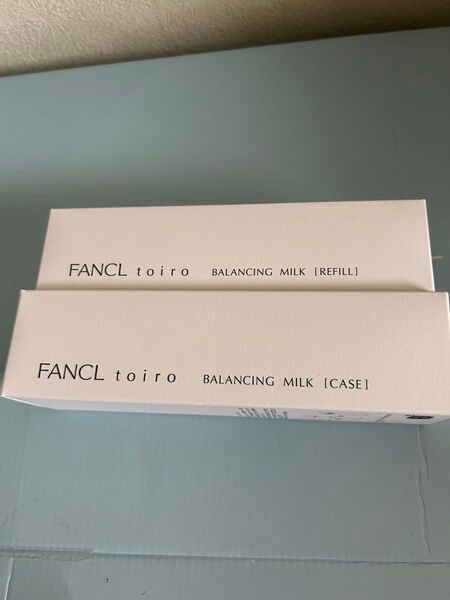 FANCL toiro BALANCING MILK [REFILL]
FANCL toiro BALANCING MILK [CASE]